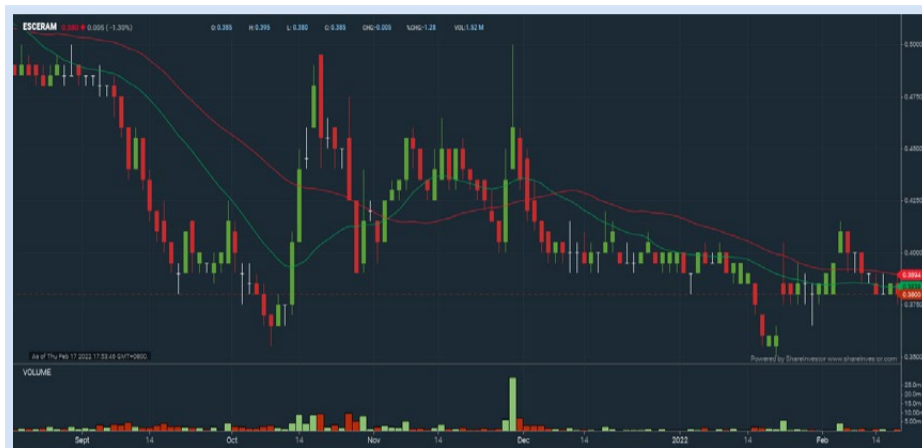 ESCERAM 0.380 0.005 (-1.30%) O:0.385 H:0.395 L:0.380 C:0.385 CHG:-0.005 %CHG:-1.28 VOL:1.52 M
0.5000
0.4750
0.4500
0.4250
0.4000
0.3894
0.3800
0.3750
0.3500
As of Thu Feb 17 2022 17:53:46 GMT+0800.
Powered by ShareInvestor www.shareinvestor.com
VOLUME
25.0m
20.0m
15.0m
10.0m
5.00m
Sept 14 Oct 14 Nov 14 Dec 14 2022 14 Feb 14